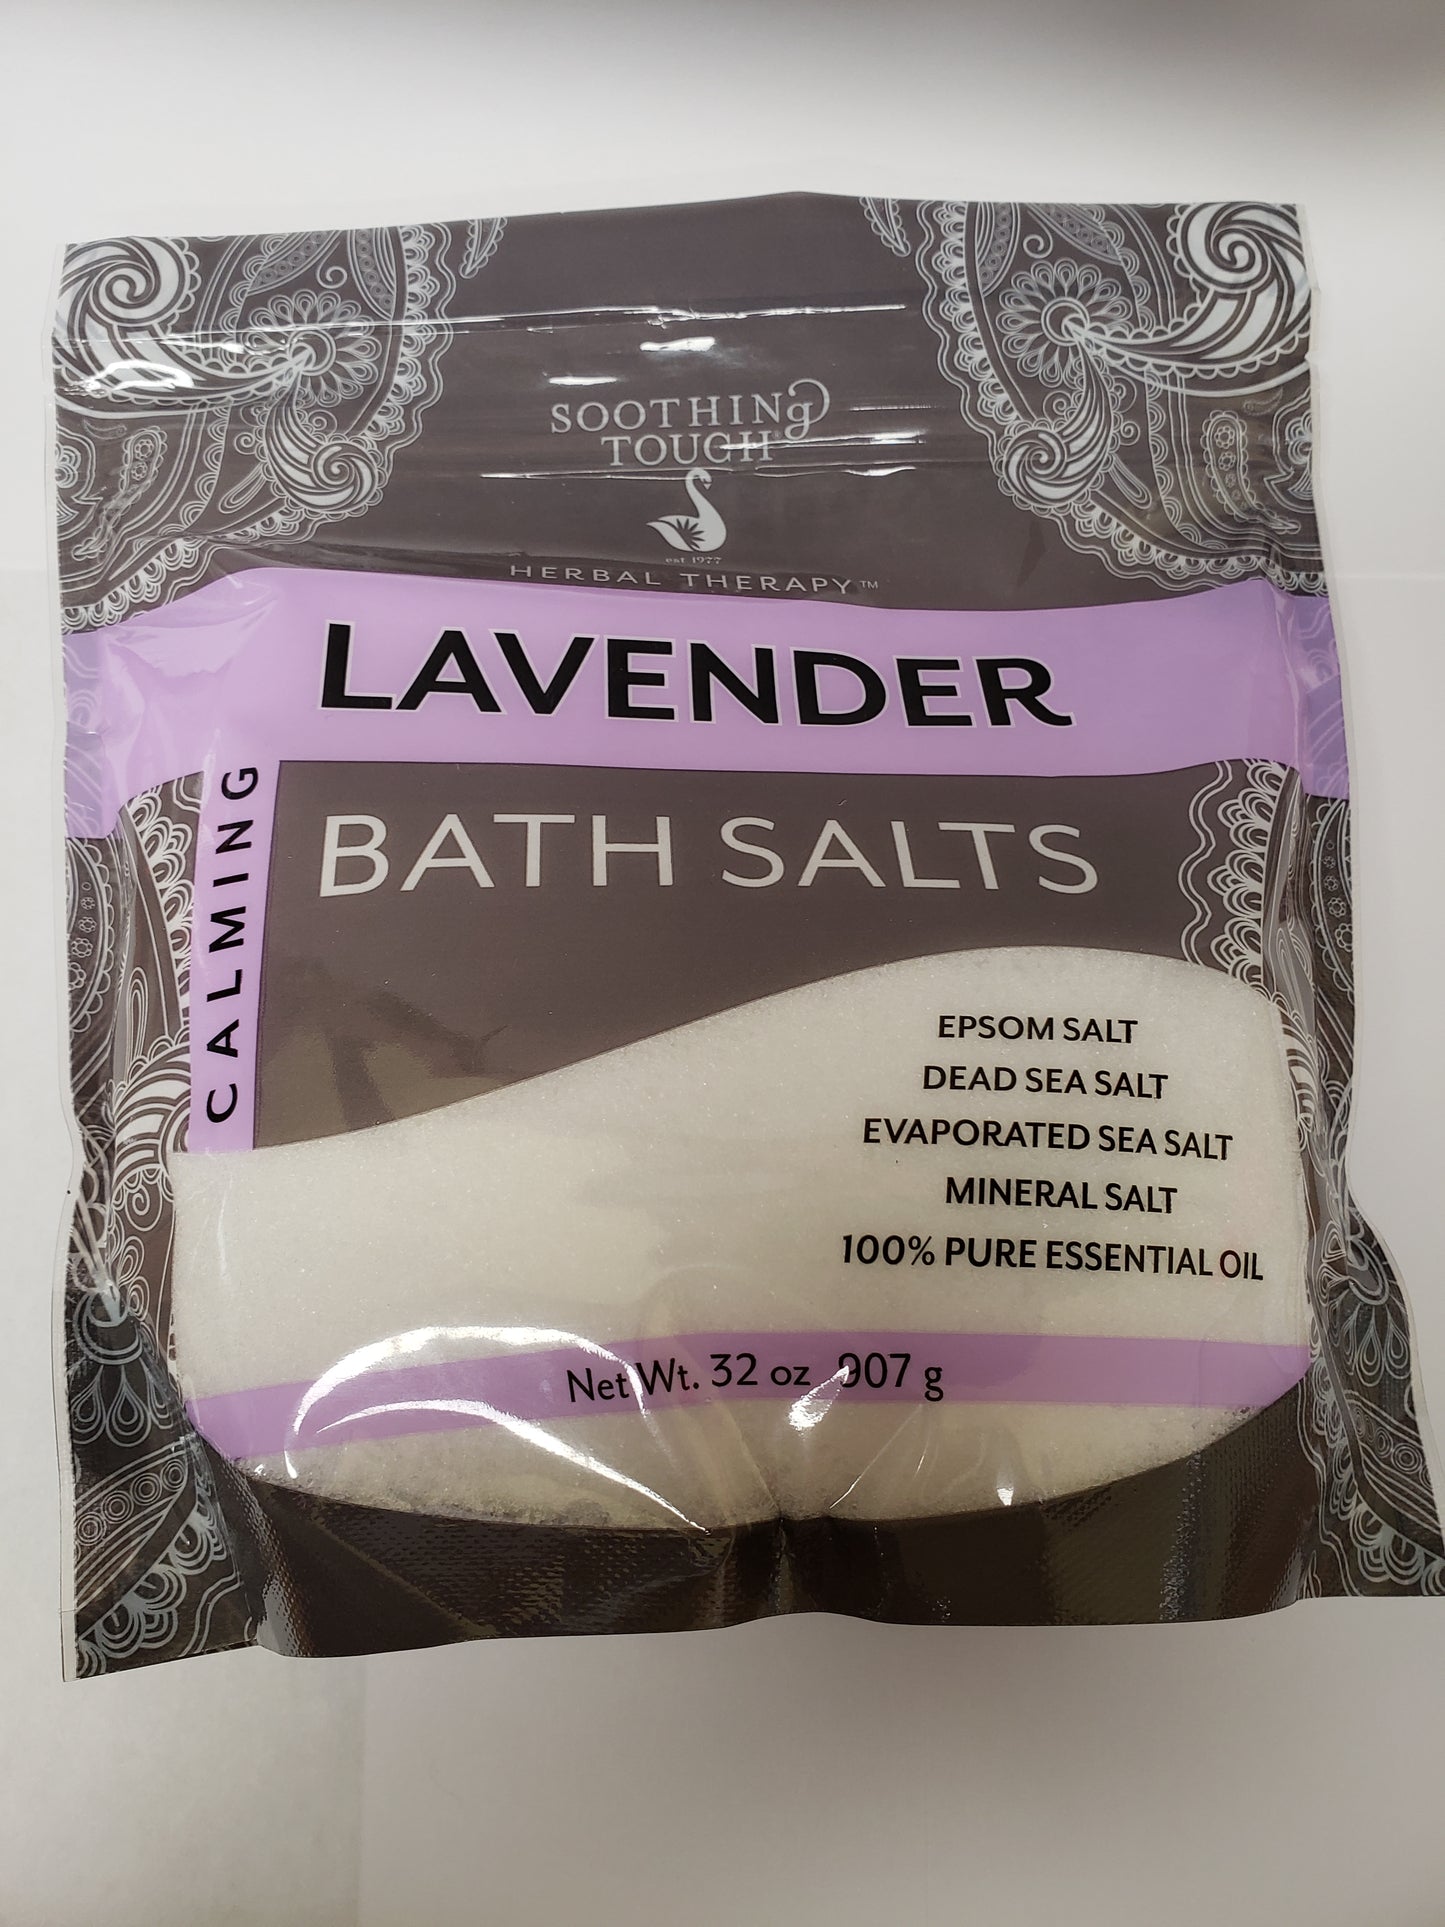 SOOTHING
TOUCH®
est 1977
HERBAL THERAPY™
LAVENDER
CALMING
BATH SALTS
EPSOM SALT
DEAD SEA SALT
EVAPORATED SEA SALT
MINERAL SALT
100% PURE ESSENTIAL OIL
Net Wt. 32 oz 907 g